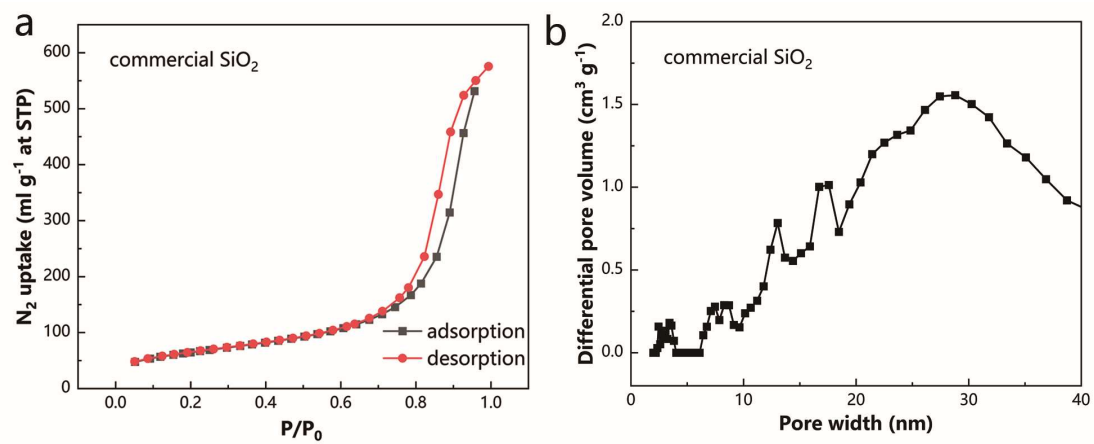 a
commercial SiO₂
N₂ uptake (ml g⁻¹ at STP)
600
500
400
300
200
100
0
adsorption
desorption
0.0 0.2 0.4 0.6 0.8 1.0
P/P₀
b
commercial SiO₂
Differential pore volume (cm³ g⁻¹)
2.0
1.5
1.0
0.5
0.0
0 10 20 30 40
Pore width (nm)